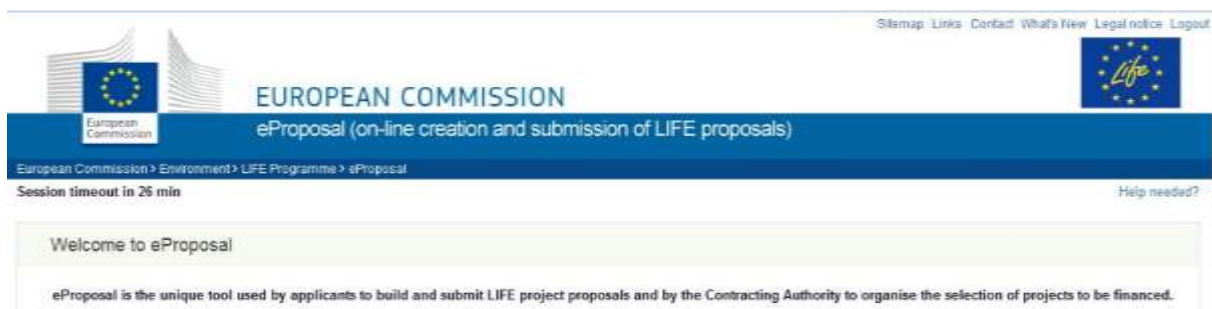 Sitemap Links Contact What's New Legal notice Logout
Life
EUROPEAN COMMISSION
European
Commission
eProposal (on-line creation and submission of LIFE proposals)
European Commission > Environment > LIFE Programme > eProposal
Session timeout in 26 min
Help needed?
Welcome to eProposal
eProposal is the unique tool used by applicants to build and submit LIFE project proposals and by the Contracting Authority to organise the selection of projects to be financed.